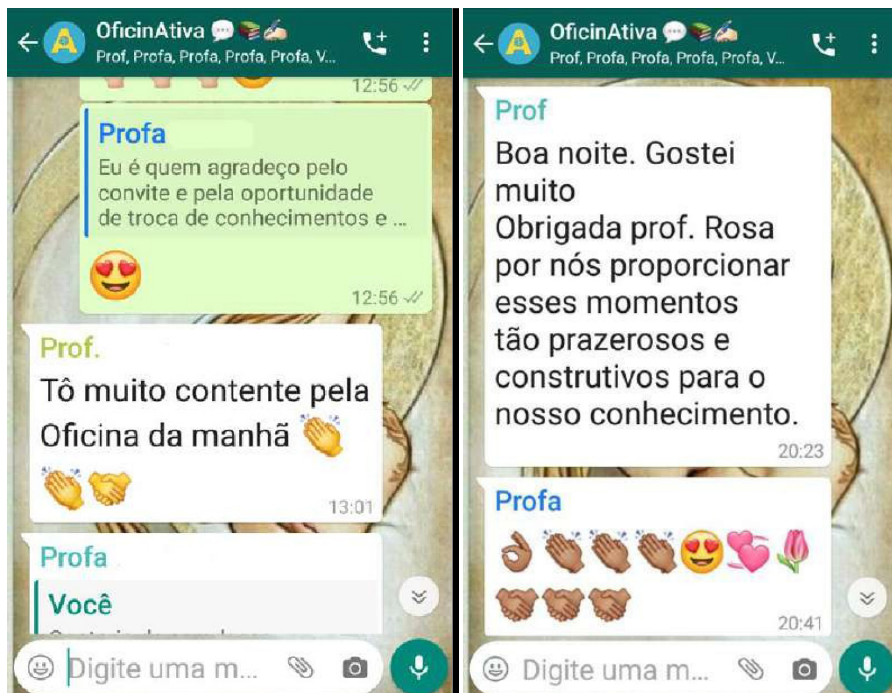 OficinAtiva 💬📚✍🏻
Prof, Profa, Profa, Profa, Profa, V...
12:56
Profa
Eu é quem agradeço pelo
convite e pela oportunidade
de troca de conhecimentos e ...
😍
12:56
Prof.
Tô muito contente pela
Oficina da manhã 👏
👏🤝
13:01
Profa
Você
Digite uma m...
OficinAtiva 💬📚✍🏻
Prof, Profa, Profa, Profa, Profa, V...
Prof
Boa noite. Gostei
muito
Obrigada prof. Rosa
por nós proporcionar
esses momentos
tão prazerosos e
construtivos para o
nosso conhecimento.
20:23
Profa
👌🏾👏🏾👏🏾👏🏾😍💞🌷
🤝🏾🤝🏾🤝🏾
20:41
Digite uma m...